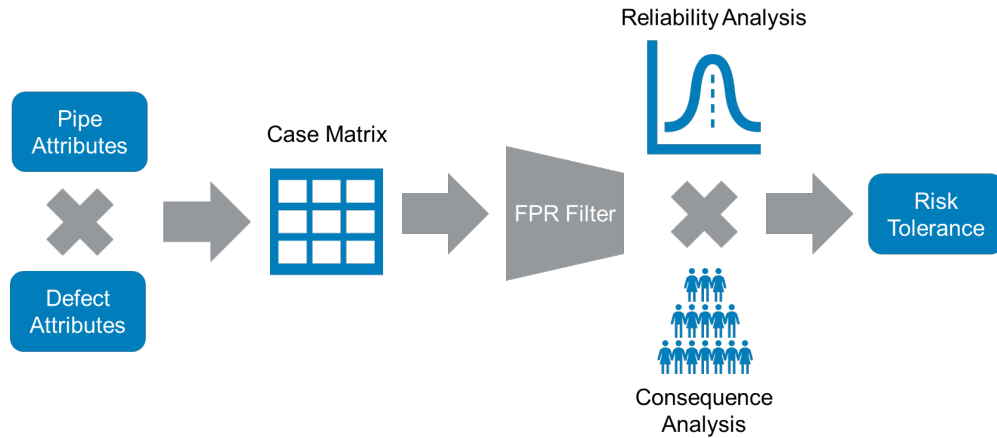 Reliability Analysis
Pipe
Attributes
Case Matrix
FPR Filter
Risk
Tolerance
Defect
Attributes
Consequence
Analysis